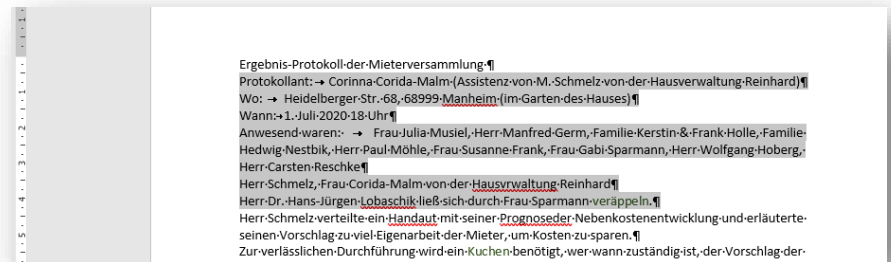 Ergebnis-Protokoll·der·Mieterversammlung·¶
Protokollant:→Corinna·Corida-Malm·(Assistenz·von·M.·Schmelz·von·der·Hausverwaltung·Reinhard)¶
Wo:→Heidelberger·Str.·68,·68999·Manheim·(im·Garten·des·Hauses)¶
Wann:→1.·Juli·2020·18·Uhr¶
Anwesend·waren:·→Frau·Julia·Musiel,·Herr·Manfred·Germ,·Familie·Kerstin·&·Frank·Holle,·Familie·
Hedwig·Nestbik,·Herr·Paul·Möhle,·Frau·Susanne·Frank,·Frau·Gabi·Sparmann,·Herr·Wolfgang·Hoberg,·
Herr·Carsten·Reschke¶
Herr·Schmelz,·Frau·Corida-Malm·von·der·Hausvrwaltung·Reinhard¶
Herr·Dr.·Hans-Jürgen·Lobaschik·ließ·sich·durch·Frau·Sparmann·veräppeln.¶
Herr·Schmelz·verteilte·ein·Handaut·mit·seiner·Prognoseder·Nebenkostenentwicklung·und·erläuterte·
seinen·Vorschlag·zu·viel·Eigenarbeit·der·Mieter,·um·Kosten·zu·sparen.¶
Zur·verlässlichen·Durchführung·wird·ein·Kuchen·benötigt,·wer·wann·zuständig·ist,·der·Vorschlag·der·
1
1
2
3
4
5